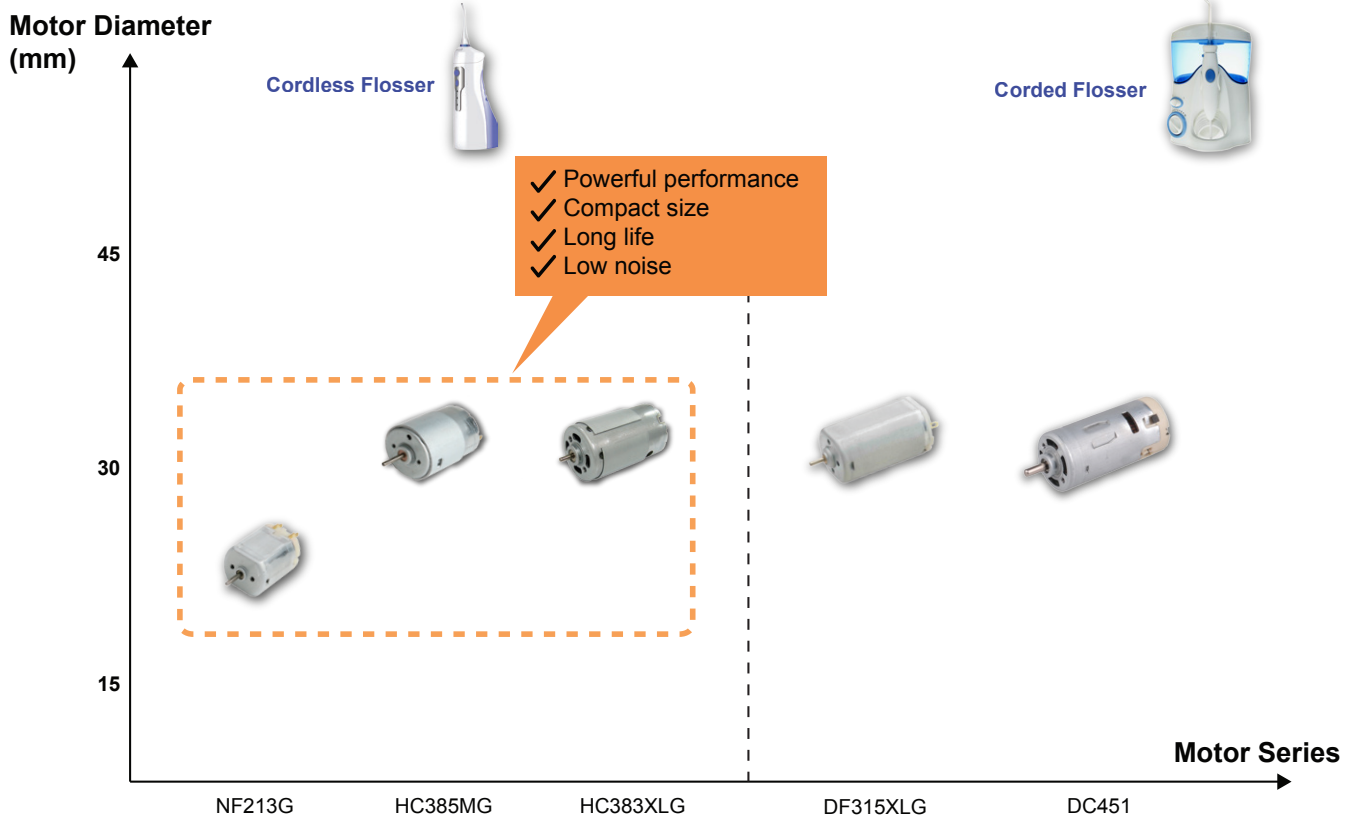 Motor Diameter
(mm)
Cordless Flosser
Corded Flosser
Powerful performance
Compact size
Long life
Low noise
45
30
15
Motor Series
NF213G
HC385MG
HC383XLG
DF315XLG
DC451